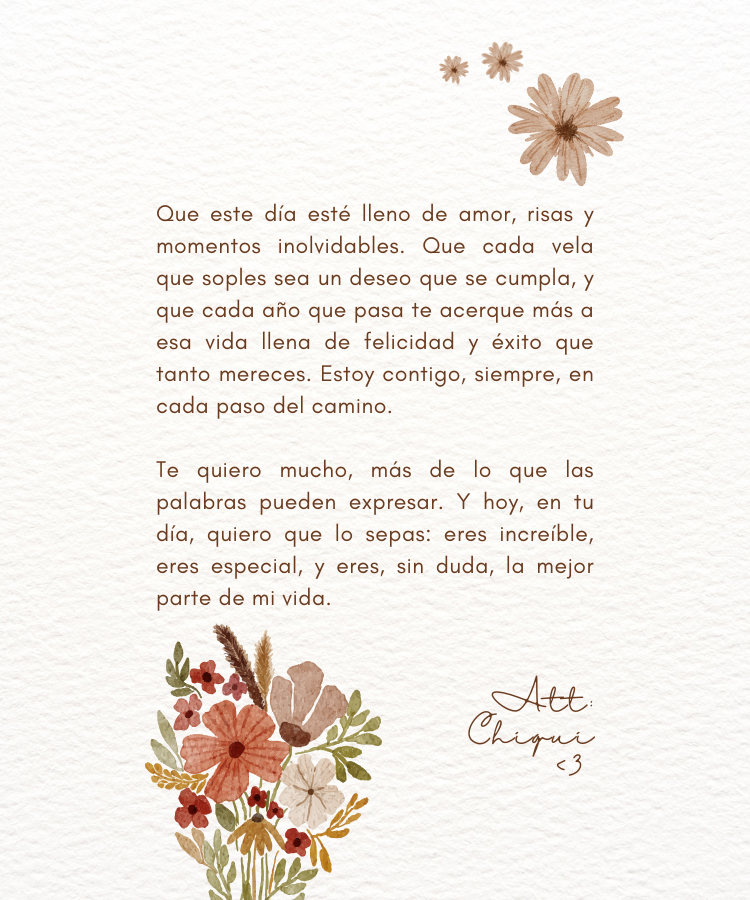 Que este día esté lleno de amor, risas y
momentos inolvidables. Que cada vela
que soples sea un deseo que se cumpla, y
que cada año que pasa te acerque más a
esa vida llena de felicidad y éxito que
tanto mereces. Estoy contigo, siempre, en
cada paso del camino.
Te quiero mucho, más de lo que las
palabras pueden expresar. Y hoy, en tu
día, quiero que lo sepas: eres increíble,
eres especial, y eres, sin duda, la mejor
parte de mi vida.
Att:
Chiqui
<3